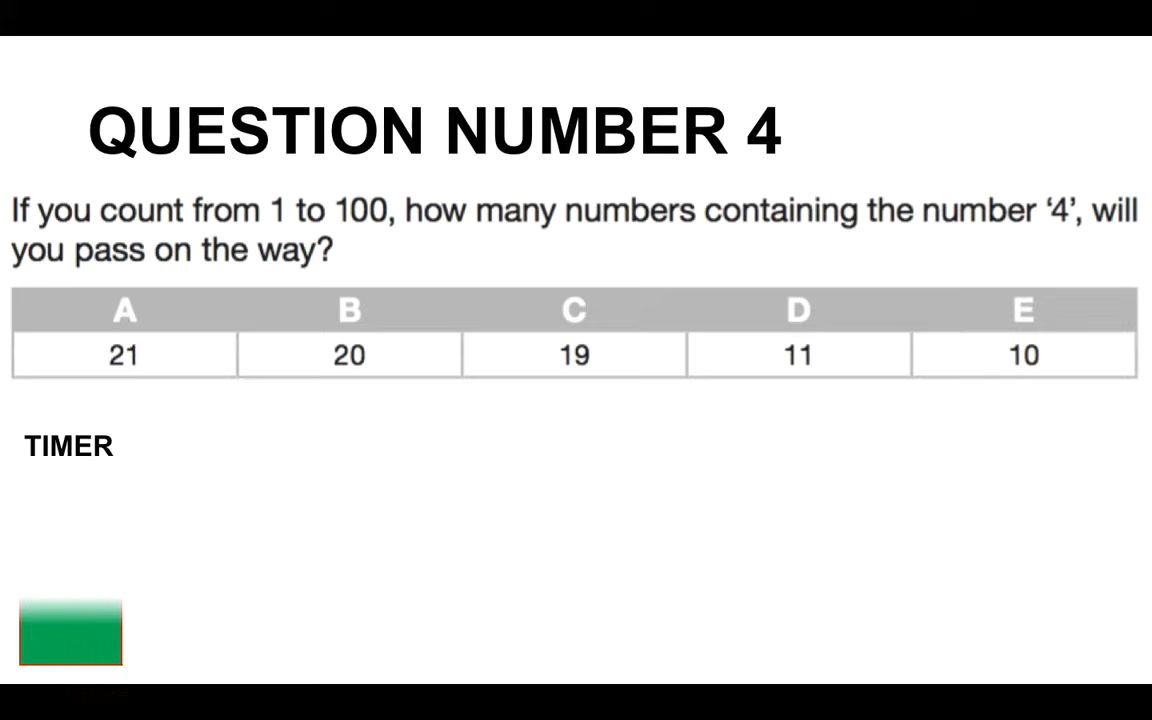 QUESTION NUMBER 4
If you count from 1 to 100, how many numbers containing the number ‘4’, will
you pass on the way?
A B C D E
21 20 19 11 10
TIMER